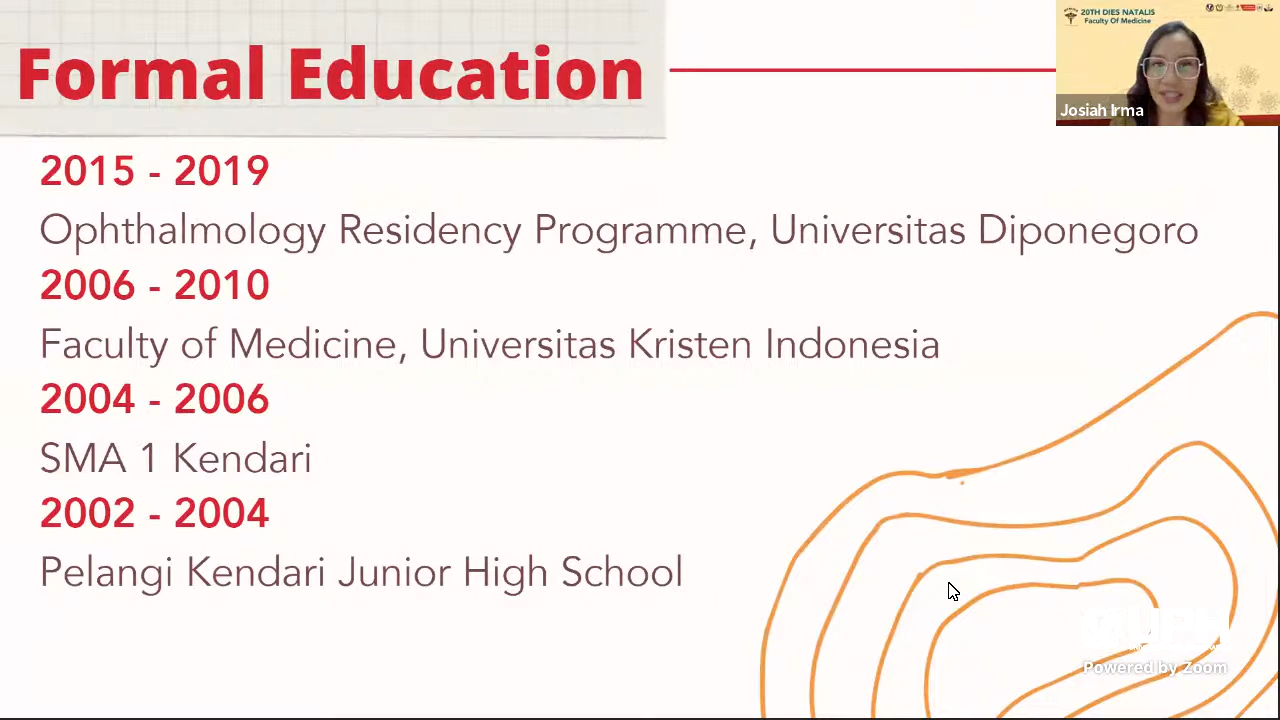 Formal Education
20TH DIES NATALIS
Faculty Of Medicine
Josiah Irma
2015 - 2019
Ophthalmology Residency Programme, Universitas Diponegoro
2006 - 2010
Faculty of Medicine, Universitas Kristen Indonesia
2004 - 2006
SMA 1 Kendari
2002 - 2004
Pelangi Kendari Junior High School
UPH
Powered by Zoom